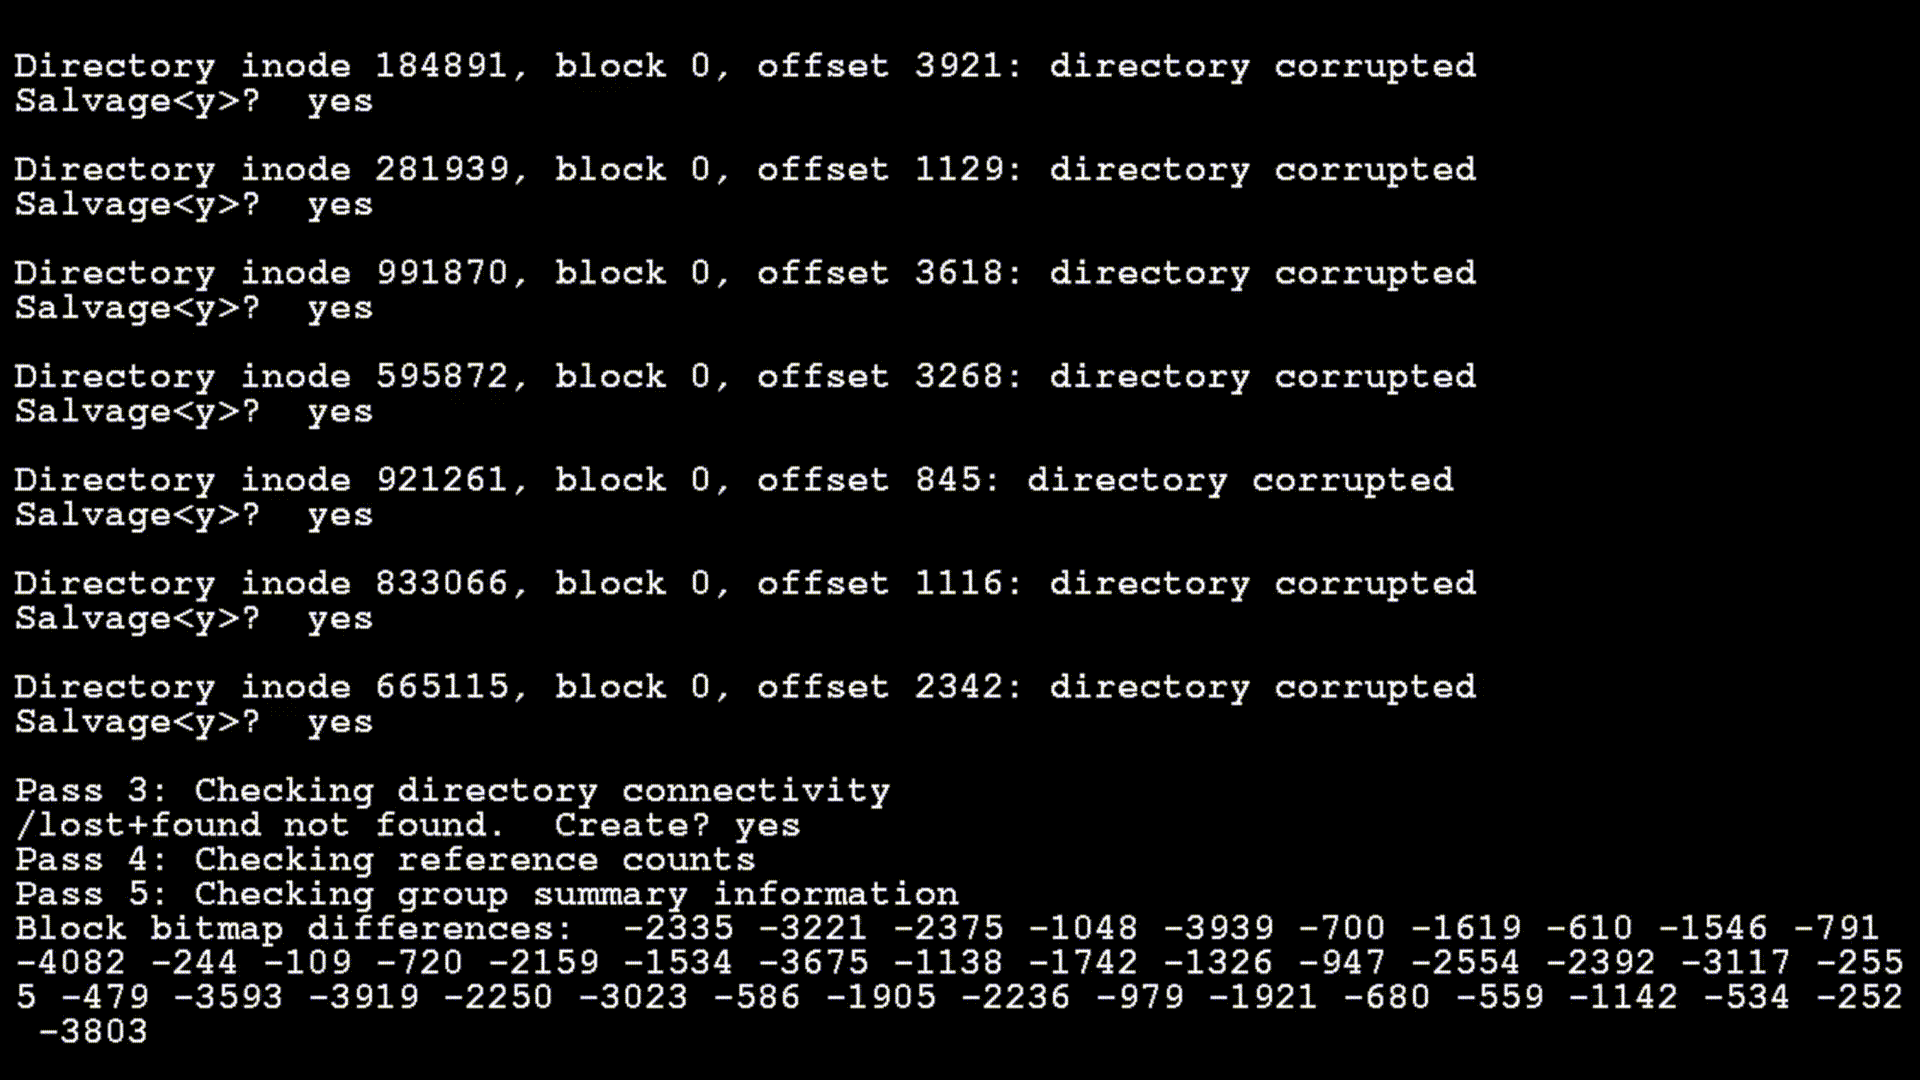 Directory inode 184891, block 0, offset 3921: directory corrupted
Salvage<y>?  yes
Directory inode 281939, block 0, offset 1129: directory corrupted
Salvage<y>?  yes
Directory inode 991870, block 0, offset 3618: directory corrupted
Salvage<y>?  yes
Directory inode 595872, block 0, offset 3268: directory corrupted
Salvage<y>?  yes
Directory inode 921261, block 0, offset 845: directory corrupted
Salvage<y>?  yes
Directory inode 833066, block 0, offset 1116: directory corrupted
Salvage<y>?  yes
Directory inode 665115, block 0, offset 2342: directory corrupted
Salvage<y>?  yes
Pass 3: Checking directory connectivity
/lost+found not found.  Create? yes
Pass 4: Checking reference counts
Pass 5: Checking group summary information
Block bitmap differences:  -2335 -3221 -2375 -1048 -3939 -700 -1619 -610 -1546 -791
-4082 -244 -109 -720 -2159 -1534 -3675 -1138 -1742 -1326 -947 -2554 -2392 -3117 -255
5 -479 -3593 -3919 -2250 -3023 -586 -1905 -2236 -979 -1921 -680 -559 -1142 -534 -252
-3803